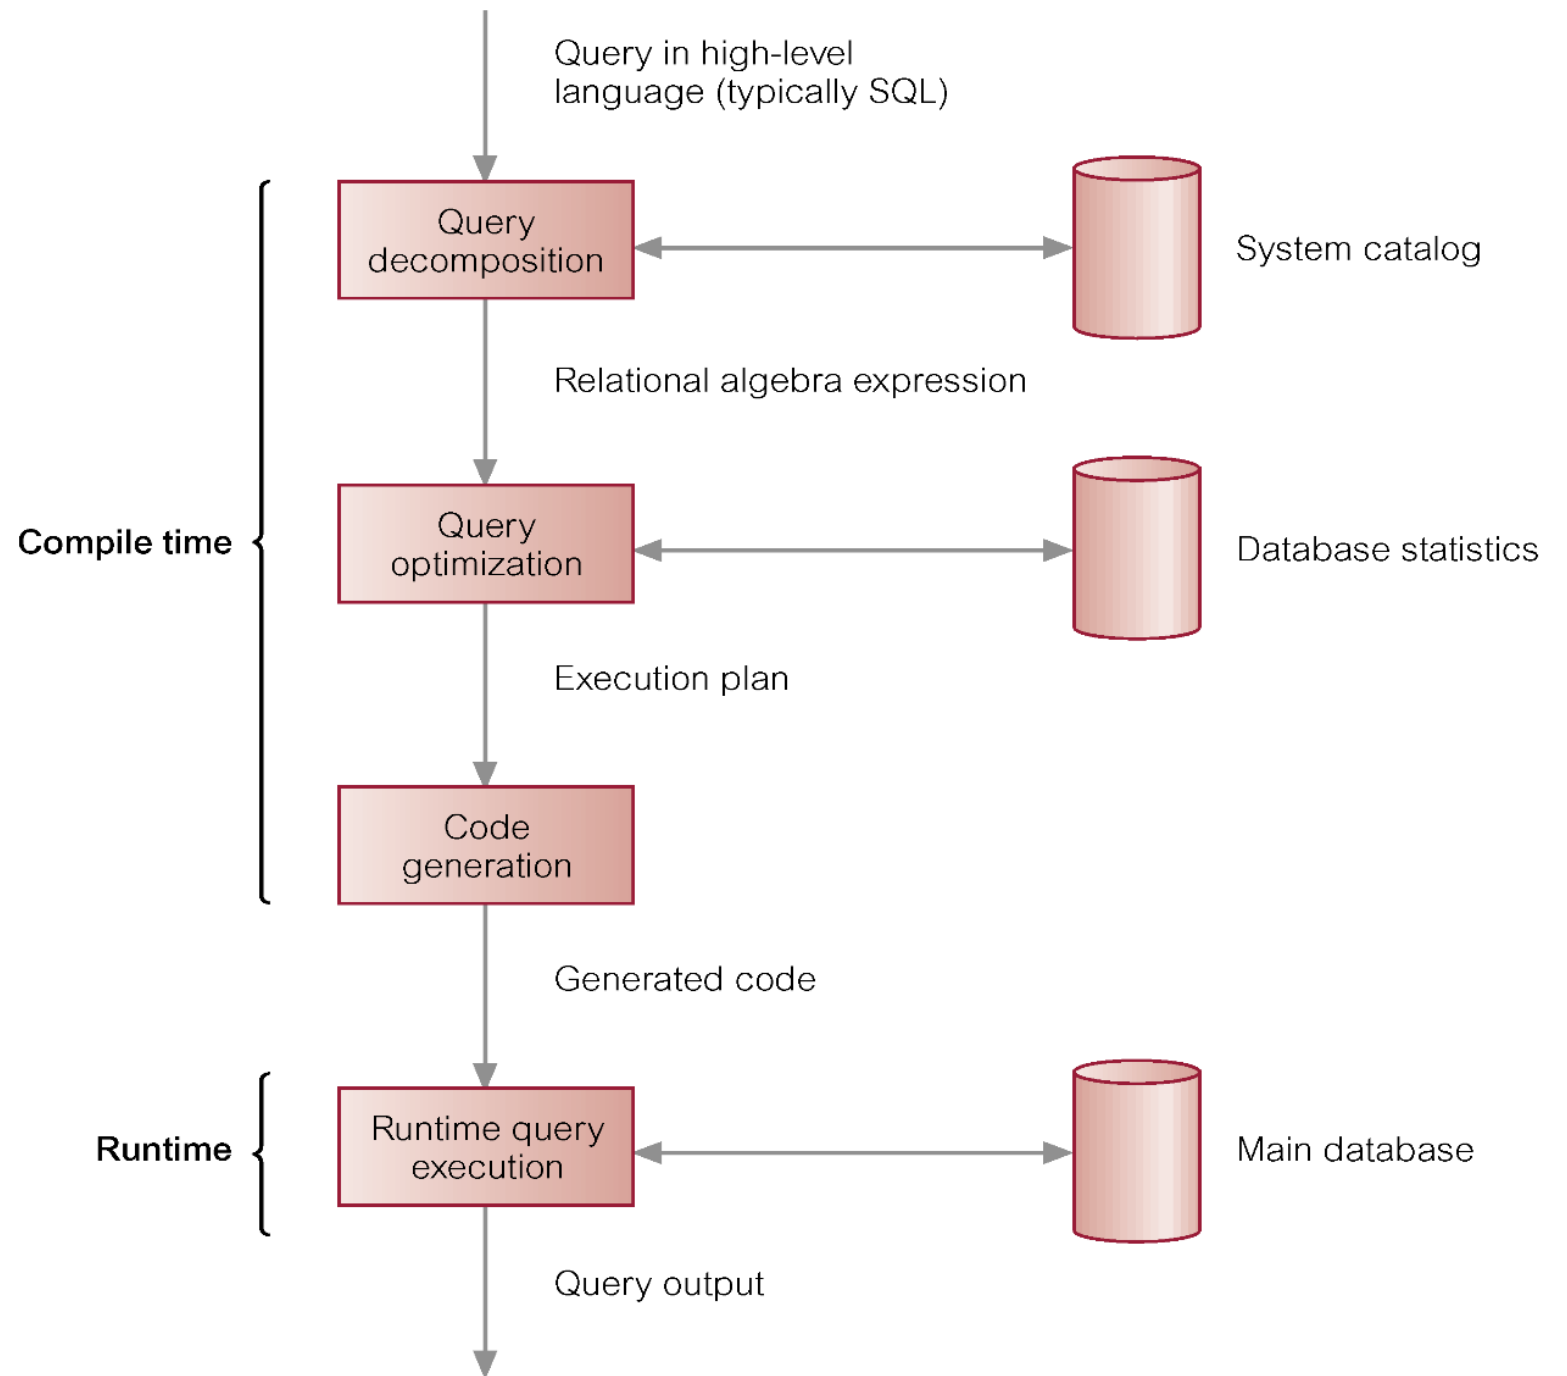 Query in high-level
language (typically SQL)
Query
decomposition
System catalog
Relational algebra expression
Compile time
Query
optimization
Database statistics
Execution plan
Code
generation
Generated code
Runtime
Runtime query
execution
Main database
Query output